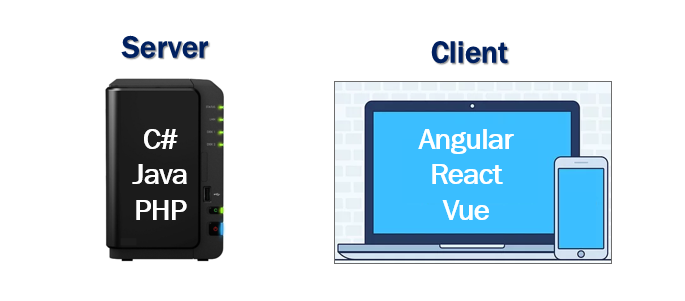 Server
Client
C#
Java
PHP
Angular
React
Vue